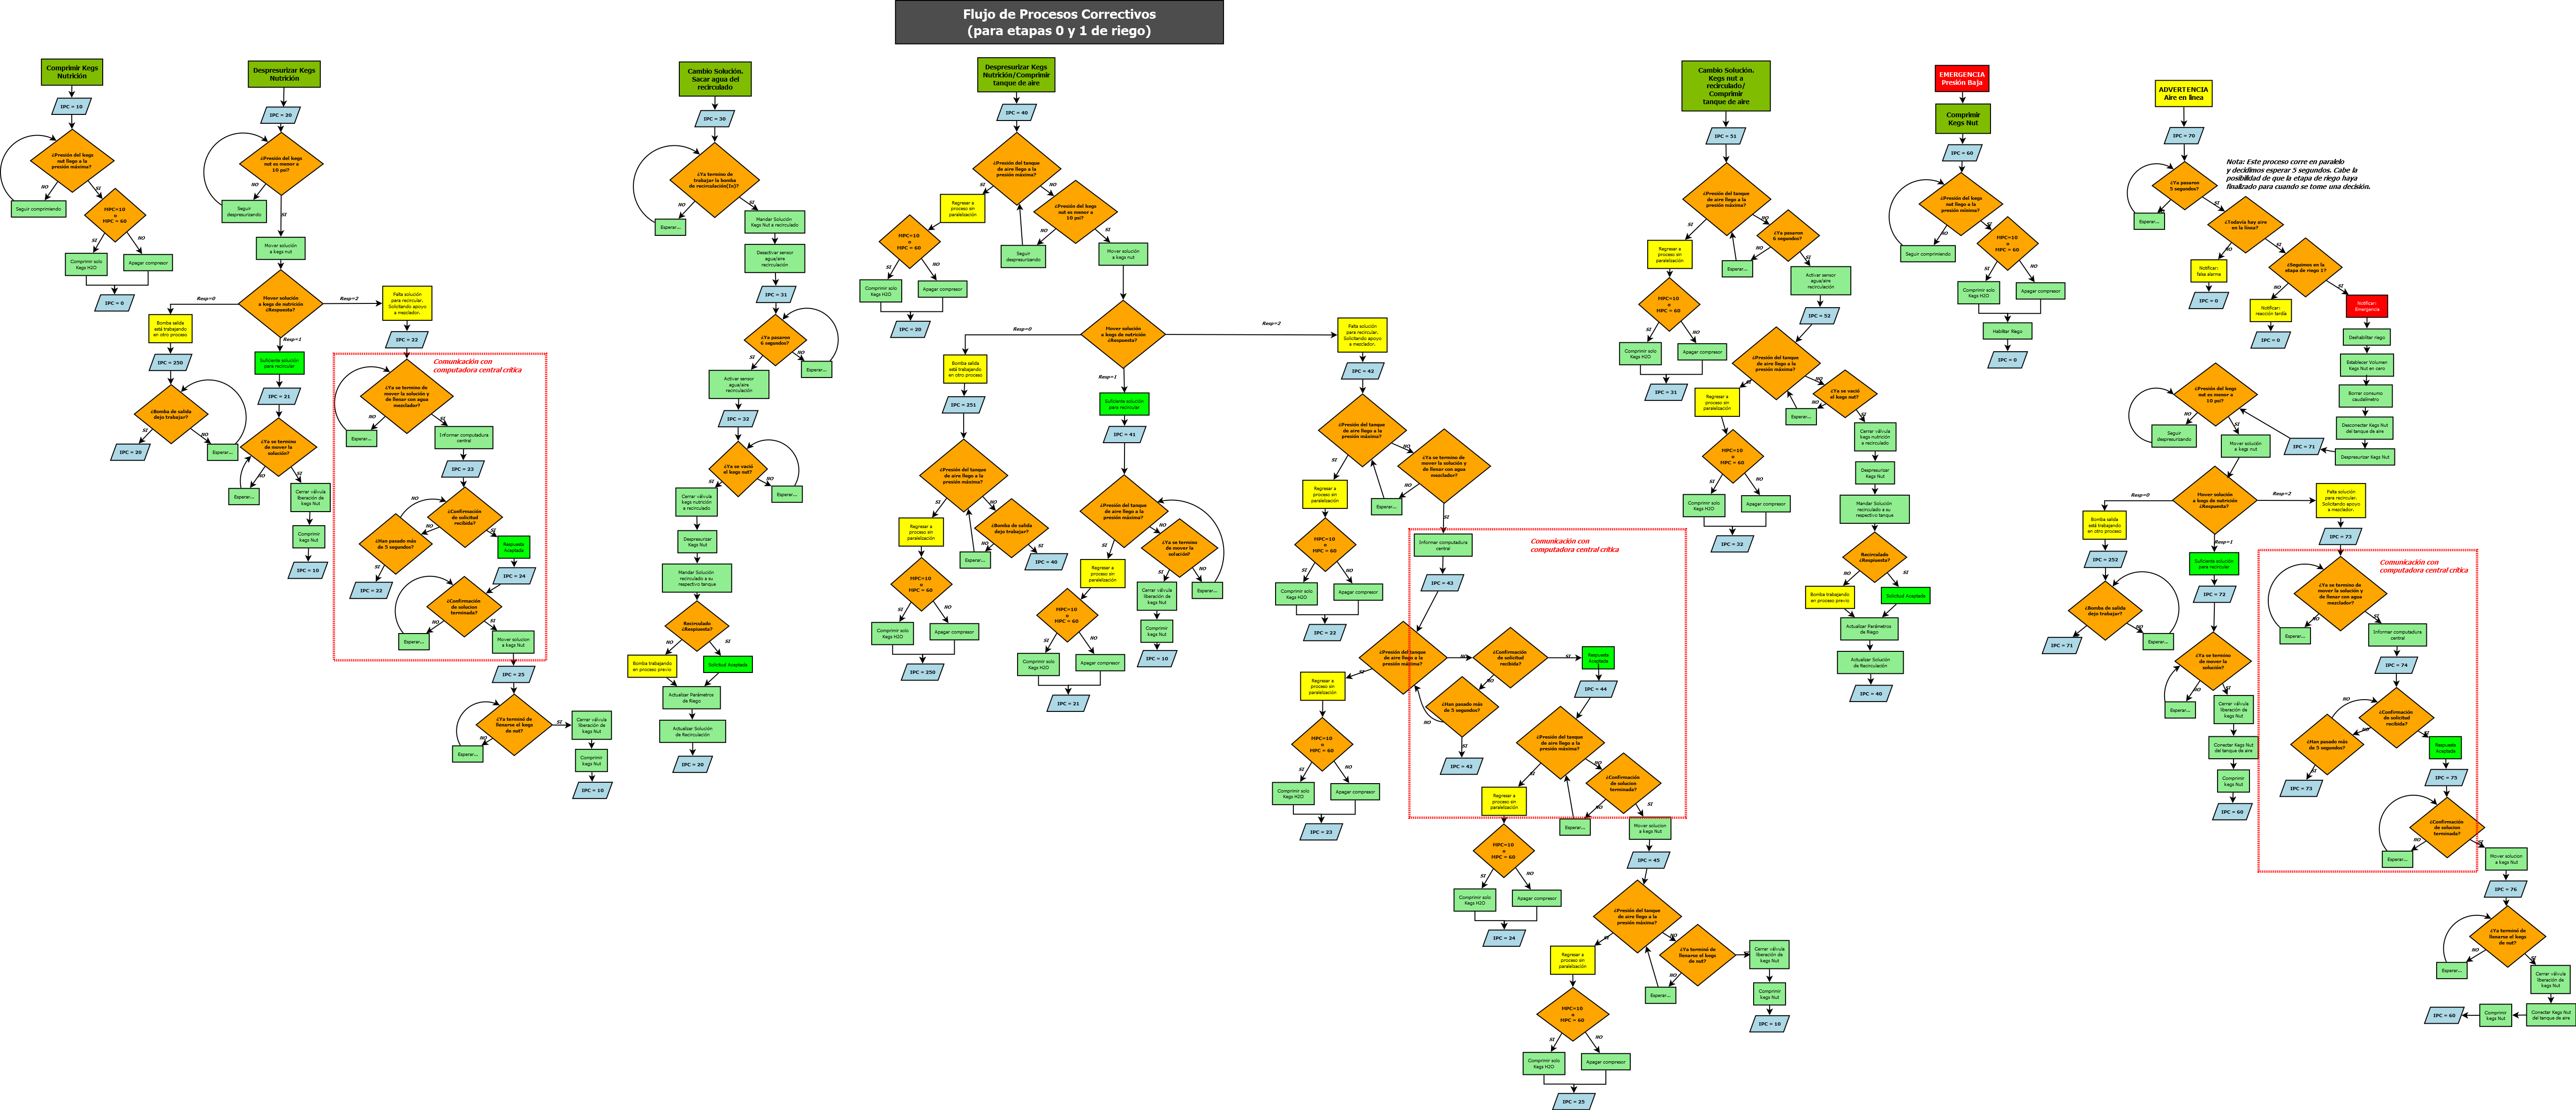 Flujo de Procesos Correctivos
(para etapas 0 y 1 de riego)
Comprimir Kegs
Nutrición
IPC = 10
¿Presión del kegs
nut llego a la
presión máxima?
NO
SI
Seguir comprimiendo
MPC=10
o
MPC = 60
SI
NO
Comprimir solo
Kegs H2O
Apagar compresor
IPC = 0
Despresurizar Kegs
Nutrición
IPC = 20
¿Presión del kegs
nut es menor a
10 psi?
NO
SI
Seguir
despresurizando
Mover solución
a kegs nut
Mover solución
a kegs de nutrición
¿Respuesta?
Resp=0
Resp=2
Resp=1
Bomba salida
está trabajando
en otro proceso
IPC = 250
¿Bomba de salida
dejo trabajar?
SI
NO
IPC = 20
Esperar...
Suficiente solución
para recircular
IPC = 21
¿Ya se termino
de mover la
solución?
NO
SI
Esperar...
Cerrar válvula
liberación de
kegs Nut
Comprimir
kegs Nut
IPC = 10
Falta solución
para recircular.
Solicitando apoyo
a mezclador.
IPC = 22
Comunicación con
computadora central crítica
¿Ya se termino de
mover la solución y
de llenar con agua
mezclador?
NO
SI
Esperar...
Informar computadora
central
IPC = 23
¿Confirmación
de solicitud
recibida?
NO
NO
SI
¿Han pasado más
de 5 segundos?
SI
IPC = 22
Respuesta
Aceptada
IPC = 24
¿Confirmación
de solucion
terminada?
NO
SI
Esperar...
Mover solucion
a kegs Nut
IPC = 25
¿Ya terminó de
llenarse el kegs
de nut?
NO
SI
Esperar...
Cerrar válvula
liberación de
kegs Nut
Comprimir
kegs Nut
IPC = 10
Cambio Solución.
Sacar agua del
recirculado
IPC = 30
¿Ya termino de
trabajar la bomba
de recirculación(In)?
NO
SI
Esperar...
Mandar Solución
Kegs Nut a recirculado
Desactivar sensor
agua/aire
recirculación
IPC = 31
¿Ya pasaron
6 segundos?
SI
NO
Esperar...
Activar sensor
agua/aire
recirculación
IPC = 32
¿Ya se vació
el kegs nut?
SI
NO
Esperar...
Cerrar válvula
kegs nutrición
a recirculado
Despresurizar
Kegs Nut
Mandar Solución
recirculado a su
respectivo tanque
Recirculado
¿Respuesta?
NO
SI
Bomba trabajando
en proceso previo
Solicitud Aceptada
Actualizar Parámetros
de Riego
Actualizar Solución
de Recirculación
IPC = 20
Despresurizar Kegs
Nutrición/Comprimir
tanque de aire
IPC = 40
¿Presión del tanque
de aire llego a la
presión máxima?
SI
NO
Regresar a
proceso sin
paralelización
MPC=10
o
MPC = 60
SI
NO
Comprimir solo
Kegs H2O
Apagar compresor
IPC = 20
¿Presión del kegs
nut es menor a
10 psi?
NO
SI
Seguir
despresurizando
Mover solución
a kegs nut
Mover solución
a kegs de nutrición
¿Respuesta?
Resp=0
Resp=2
Resp=1
Bomba salida
está trabajando
en otro proceso
IPC = 251
¿Presión del tanque
de aire llego a la
presión máxima?
SI
NO
Regresar a
proceso sin
paralelización
¿Bomba de salida
dejo trabajar?
NO
SI
Esperar...
IPC = 40
MPC=10
o
MPC = 60
SI
NO
Comprimir solo
Kegs H2O
Apagar compresor
IPC = 250
Suficiente solución
para recircular
IPC = 41
¿Presión del tanque
de aire llego a la
presión máxima?
SI
NO
Regresar a
proceso sin
paralelización
¿Ya se termino
de mover la
solución?
SI
NO
Cerrar válvula
liberación de
kegs Nut
Esperar...
Comprimir
kegs Nut
IPC = 10
MPC=10
o
MPC = 60
SI
NO
Comprimir solo
Kegs H2O
Apagar compresor
IPC = 21
Falta solución
para recircular.
Solicitando apoyo
a mezclador.
IPC = 42
¿Presión del tanque
de aire llego a la
presión máxima?
SI
NO
Regresar a
proceso sin
paralelización
¿Ya se termino de
mover la solución y
de llenar con agua
mezclador?
NO
SI
Esperar...
MPC=10
o
MPC = 60
SI
NO
Comprimir solo
Kegs H2O
Apagar compresor
IPC = 22
Comunicación con
computadora central crítica
Informar computadora
central
IPC = 43
¿Presión del tanque
de aire llego a la
presión máxima?
SI
NO
Regresar a
proceso sin
paralelización
MPC=10
o
MPC = 60
SI
NO
Comprimir solo
Kegs H2O
Apagar compresor
IPC = 23
¿Confirmación
de solicitud
recibida?
NO
SI
¿Han pasado más
de 5 segundos?
NO
SI
IPC = 42
Respuesta
Aceptada
IPC = 44
¿Presión del tanque
de aire llego a la
presión máxima?
SI
NO
Regresar a
proceso sin
paralelización
¿Confirmación
de solucion
terminada?
NO
SI
Esperar...
Mover solucion
a kegs Nut
MPC=10
o
MPC = 60
SI
NO
Comprimir solo
Kegs H2O
Apagar compresor
IPC = 24
IPC = 45
¿Presión del tanque
de aire llego a la
presión máxima?
SI
NO
Regresar a
proceso sin
paralelización
¿Ya terminó de
llenarse el kegs
de nut?
NO
SI
Esperar...
Cerrar válvula
liberación de
kegs Nut
Comprimir
kegs Nut
IPC = 10
MPC=10
o
MPC = 60
SI
NO
Comprimir solo
Kegs H2O
Apagar compresor
IPC = 25
Cambio Solución.
Kegs nut a
recirculado/
Comprimir
tanque de aire
IPC = 51
¿Presión del tanque
de aire llego a la
presión máxima?
SI
NO
Regresar a
proceso sin
paralelización
¿Ya pasaron
6 segundos?
NO
SI
Esperar...
MPC=10
o
MPC = 60
SI
NO
Comprimir solo
Kegs H2O
Apagar compresor
IPC = 31
Activar sensor
agua/aire
recirculación
IPC = 52
¿Presión del tanque
de aire llego a la
presión máxima?
SI
NO
Regresar a
proceso sin
paralelización
¿Ya se vació
el kegs nut?
NO
SI
Esperar...
MPC=10
o
MPC = 60
SI
NO
Comprimir solo
Kegs H2O
Apagar compresor
IPC = 32
Cerrar válvula
kegs nutrición
a recirculado
Despresurizar
Kegs Nut
Mandar Solución
recirculado a su
respectivo tanque
Recirculado
¿Respuesta?
NO
SI
Bomba trabajando
en proceso previo
Solicitud Aceptada
Actualizar Parámetros
de Riego
Actualizar Solución
de Recirculación
IPC = 40
EMERGENCIA
Presión Baja
Comprimir
Kegs Nut
IPC = 60
¿Presión del kegs
nut llego a la
presión mínima?
NO
SI
Seguir comprimiendo
MPC=10
o
MPC = 60
SI
NO
Comprimir solo
Kegs H2O
Apagar compresor
Habilitar Riego
IPC = 0
ADVERTENCIA
Aire en linea
IPC = 70
Nota: Este proceso corre en paralelo
y decidimos esperar 5 segundos. Cabe la
posibilidad de que la etapa de riego haya
finalizado para cuando se tome una decisión.
¿Ya pasaron
5 segundos?
NO
SI
Esperar...
¿Todavía hay aire
en la linea?
NO
SI
Notificar:
falsa alarma
IPC = 0
¿Seguimos en la
etapa de riego 1?
NO
SI
Notificar:
reacción tardía
IPC = 0
Notificar:
Emergencia
Deshabilitar riego
Establecer Volumen
Kegs Nut en cero
Borrar consumo
caudalímetro
Desconectar Kegs Nut
del tanque de aire
Despresurizar Kegs Nut
IPC = 71
¿Presión del kegs
nut es menor a
10 psi?
NO
SI
Seguir
despresurizando
Mover solución
a kegs nut
Mover solución
a kegs de nutrición
¿Respuesta?
Resp=0
Resp=2
Resp=1
Bomba salida
está trabajando
en otro proceso
IPC = 252
¿Bomba de salida
dejo trabajar?
SI
NO
IPC = 71
Esperar...
Suficiente solución
para recircular
IPC = 72
¿Ya se termino
de mover la
solución?
NO
SI
Esperar...
Cerrar válvula
liberación de
kegs Nut
Conectar Kegs Nut
del tanque de aire
Comprimir
kegs Nut
IPC = 60
Falta solución
para recircular.
Solicitando apoyo
a mezclador.
IPC = 73
Comunicación con
computadora central crítica
¿Ya se termino de
mover la solución y
de llenar con agua
mezclador?
NO
SI
Esperar...
Informar computadora
central
IPC = 74
¿Confirmación
de solicitud
recibida?
NO
NO
SI
¿Han pasado más
de 5 segundos?
SI
IPC = 73
Respuesta
Aceptada
IPC = 75
¿Confirmación
de solucion
terminada?
NO
SI
Esperar...
Mover solucion
a kegs Nut
IPC = 76
¿Ya terminó de
llenarse el kegs
de nut?
NO
SI
Esperar...
Cerrar válvula
liberación de
kegs Nut
Conectar Kegs Nut
del tanque de aire
Comprimir
kegs Nut
IPC = 60